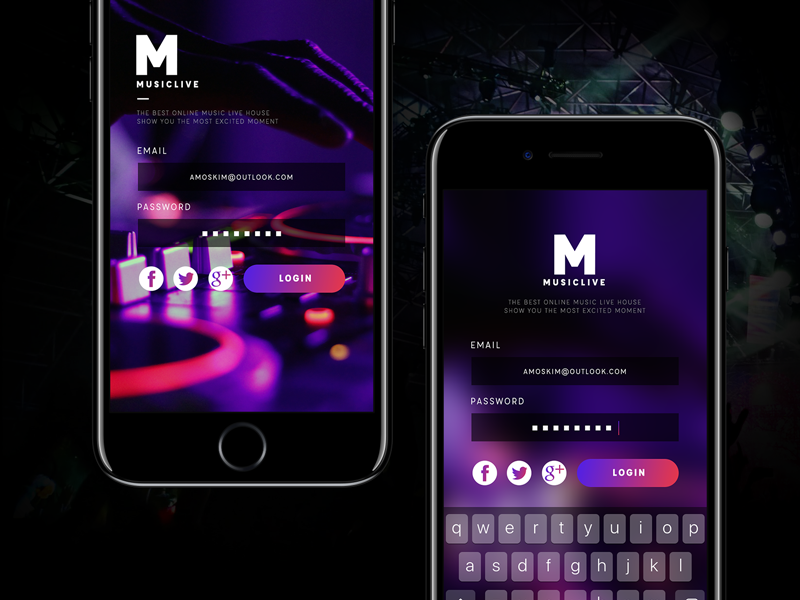 M
MUSICLIVE
THE BEST ONLINE MUSIC LIVE HOUSE
SHOW YOU THE MOST EXCITED MOMENT
EMAIL
AMOSKIM@OUTLOOK.COM
PASSWORD
f g+ LOGIN
M
MUSICLIVE
THE BEST ONLINE MUSIC LIVE HOUSE
SHOW YOU THE MOST EXCITED MOMENT
EMAIL
AMOSKIM@OUTLOOK.COM
PASSWORD
f g+ LOGIN
q w e r t y u i o p
a s d f g h j k l